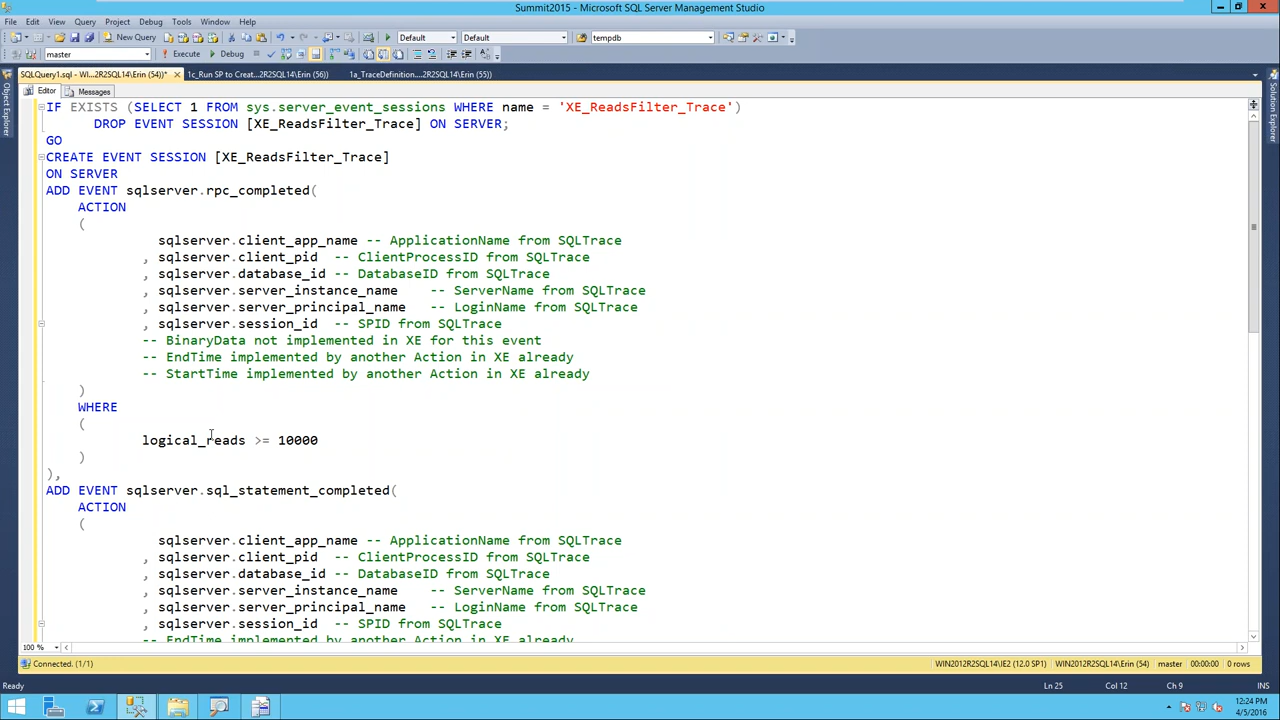 Summit2015 - Microsoft SQL Server Management Studio
File Edit View Query Project Debug Tools Window Help
New Query Default Default tempdb
master Execute Debug
SQLQuery1.sql - WI...2R2SQL14\Erin (54))* 1c_Run SP to Creat...2R2SQL14\Erin (56)) 1a_TraceDefinition....2R2SQL14\Erin (55))
Editor Messages
Object Explorer
Solution Explorer
IF EXISTS (SELECT 1 FROM sys.server_event_sessions WHERE name = 'XE_ReadsFilter_Trace')
DROP EVENT SESSION [XE_ReadsFilter_Trace] ON SERVER;
GO
CREATE EVENT SESSION [XE_ReadsFilter_Trace]
ON SERVER
ADD EVENT sqlserver.rpc_completed(
ACTION
(
sqlserver.client_app_name -- ApplicationName from SQLTrace
, sqlserver.client_pid -- ClientProcessID from SQLTrace
, sqlserver.database_id -- DatabaseID from SQLTrace
, sqlserver.server_instance_name -- ServerName from SQLTrace
, sqlserver.server_principal_name -- LoginName from SQLTrace
, sqlserver.session_id -- SPID from SQLTrace
-- BinaryData not implemented in XE for this event
-- EndTime implemented by another Action in XE already
-- StartTime implemented by another Action in XE already
)
WHERE
(
logical_reads >= 10000
)
),
ADD EVENT sqlserver.sql_statement_completed(
ACTION
(
sqlserver.client_app_name -- ApplicationName from SQLTrace
, sqlserver.client_pid -- ClientProcessID from SQLTrace
, sqlserver.database_id -- DatabaseID from SQLTrace
, sqlserver.server_instance_name -- ServerName from SQLTrace
, sqlserver.server_principal_name -- LoginName from SQLTrace
, sqlserver.session_id -- SPID from SQLTrace
-- EndTime implemented by another Action in XE already
100 %
Connected. (1/1) WIN2012R2SQL14\IE2 (12.0 SP1) WIN2012R2SQL14\Erin (54) master 00:00:00 0 rows
Ready Ln 25 Col 12 Ch 9 INS
12:24 PM
4/5/2016